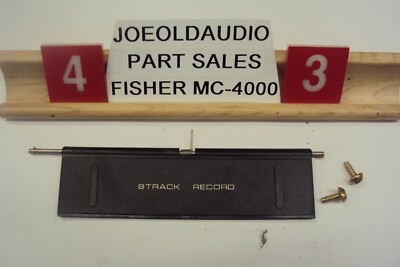 JOEOLDAUDIO
PART SALES
FISHER MC-4000
4
3
8TRACK RECORD